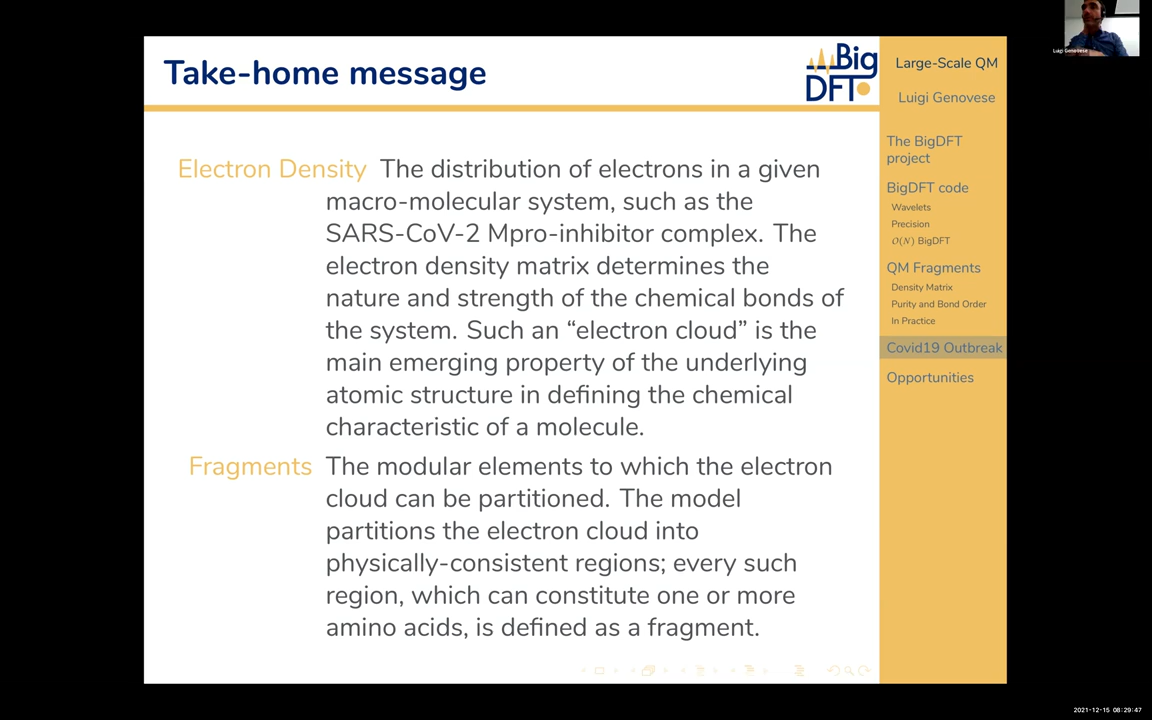 Luigi Genovese
Take-home message
Big
DFT
Large-Scale QM
Luigi Genovese
The BigDFT
project
BigDFT code
Wavelets
Precision
O(N) BigDFT
QM Fragments
Density Matrix
Purity and Bond Order
In Practice
Covid19 Outbreak
Opportunities
Electron Density The distribution of electrons in a given
macro-molecular system, such as the
SARS-CoV-2 Mpro-inhibitor complex. The
electron density matrix determines the
nature and strength of the chemical bonds of
the system. Such an “electron cloud” is the
main emerging property of the underlying
atomic structure in defining the chemical
characteristic of a molecule.
Fragments The modular elements to which the electron
cloud can be partitioned. The model
partitions the electron cloud into
physically-consistent regions; every such
region, which can constitute one or more
amino acids, is defined as a fragment.
2021-12-15 08:29:47